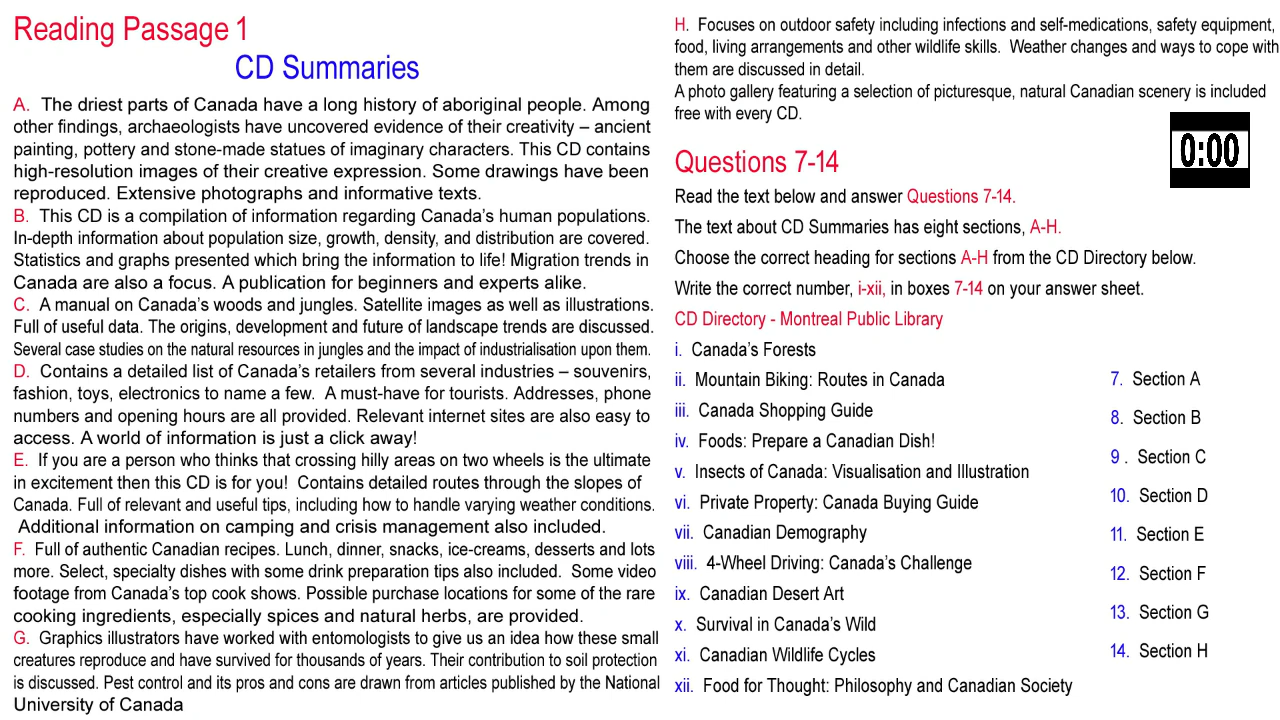 Reading Passage 1
CD Summaries
A. The driest parts of Canada have a long history of aboriginal people. Among
other findings, archaeologists have uncovered evidence of their creativity – ancient
painting, pottery and stone-made statues of imaginary characters. This CD contains
high-resolution images of their creative expression. Some drawings have been
reproduced. Extensive photographs and informative texts.
B. This CD is a compilation of information regarding Canada's human populations.
In-depth information about population size, growth, density, and distribution are covered.
Statistics and graphs presented which bring the information to life! Migration trends in
Canada are also a focus. A publication for beginners and experts alike.
C. A manual on Canada's woods and jungles. Satellite images as well as illustrations.
Full of useful data. The origins, development and future of landscape trends are discussed.
Several case studies on the natural resources in jungles and the impact of industrialisation upon them.
D. Contains a detailed list of Canada's retailers from several industries – souvenirs,
fashion, toys, electronics to name a few. A must-have for tourists. Addresses, phone
numbers and opening hours are all provided. Relevant internet sites are also easy to
access. A world of information is just a click away!
E. If you are a person who thinks that crossing hilly areas on two wheels is the ultimate
in excitement then this CD is for you! Contains detailed routes through the slopes of
Canada. Full of relevant and useful tips, including how to handle varying weather conditions.
Additional information on camping and crisis management also included.
F. Full of authentic Canadian recipes. Lunch, dinner, snacks, ice-creams, desserts and lots
more. Select, specialty dishes with some drink preparation tips also included. Some video
footage from Canada's top cook shows. Possible purchase locations for some of the rare
cooking ingredients, especially spices and natural herbs, are provided.
G. Graphics illustrators have worked with entomologists to give us an idea how these small
creatures reproduce and have survived for thousands of years. Their contribution to soil protection
is discussed. Pest control and its pros and cons are drawn from articles published by the National
University of Canada
H. Focuses on outdoor safety including infections and self-medications, safety equipment,
food, living arrangements and other wildlife skills. Weather changes and ways to cope with
them are discussed in detail.
A photo gallery featuring a selection of picturesque, natural Canadian scenery is included
free with every CD.
0:00
Questions 7-14
Read the text below and answer Questions 7-14.
The text about CD Summaries has eight sections, A-H.
Choose the correct heading for sections A-H from the CD Directory below.
Write the correct number, i-xii, in boxes 7-14 on your answer sheet.
CD Directory - Montreal Public Library
i. Canada's Forests
ii. Mountain Biking: Routes in Canada
iii. Canada Shopping Guide
iv. Foods: Prepare a Canadian Dish!
v. Insects of Canada: Visualisation and Illustration
vi. Private Property: Canada Buying Guide
vii. Canadian Demography
viii. 4-Wheel Driving: Canada's Challenge
ix. Canadian Desert Art
x. Survival in Canada's Wild
xi. Canadian Wildlife Cycles
xii. Food for Thought: Philosophy and Canadian Society
7. Section A
8. Section B
9 . Section C
10. Section D
11. Section E
12. Section F
13. Section G
14. Section H